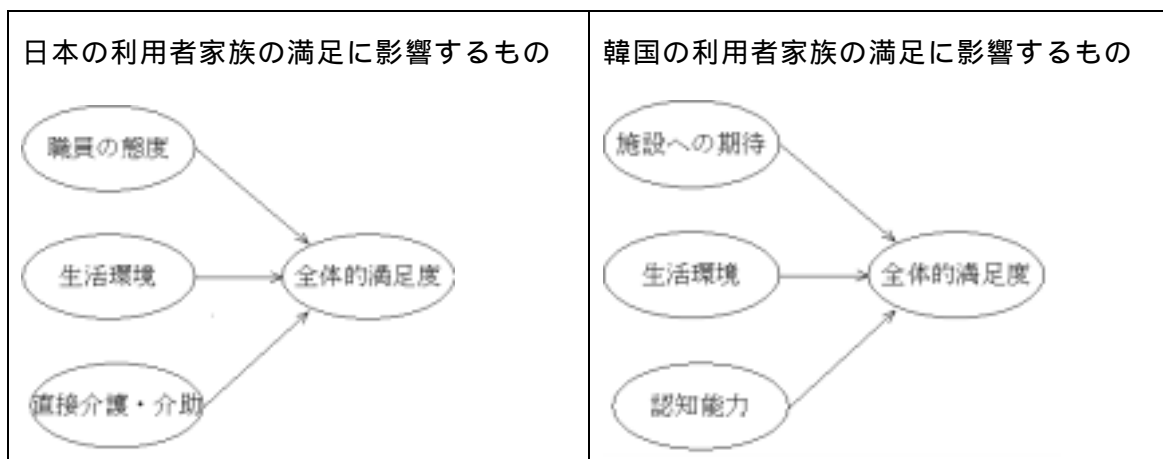 日本の利用者家族の満足に影響するもの
職員の態度
生活環境
全体的満足度
直接介護・介助
韓国の利用者家族の満足に影響するもの
施設への期待
生活環境
全体的満足度
認知能力